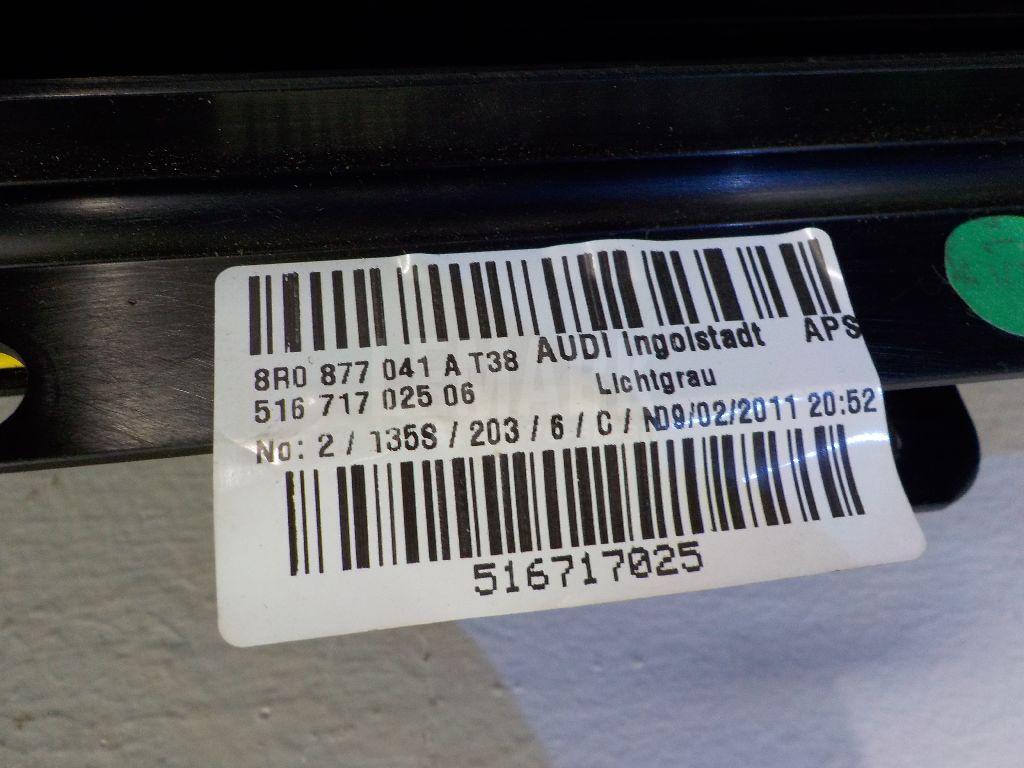 8R0 877 041 A T38 AUDI Ingolstadt APS
516 717 025 06 Lichtgrau
No: 2 / 135S / 203 / 6 / C / N 09/02/2011 20:52
516717025